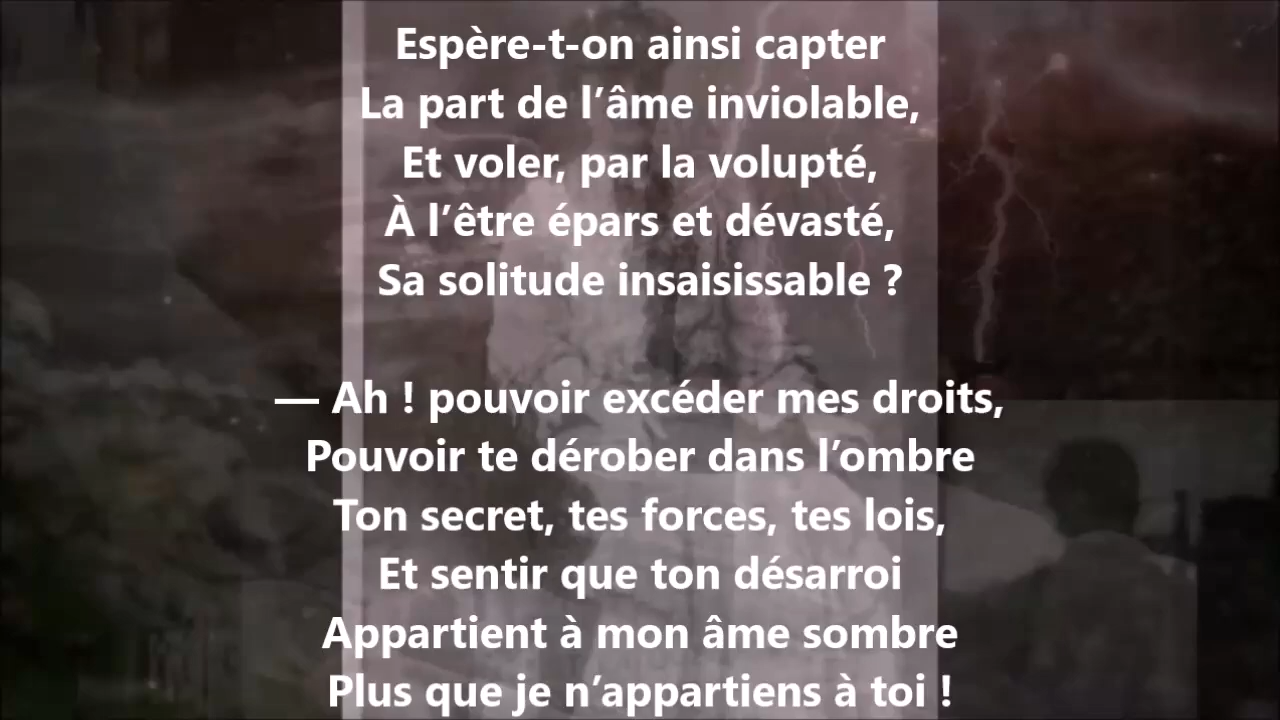 Espère-t-on ainsi capter
La part de l’âme inviolable,
Et voler, par la volupté,
À l’être épars et dévasté,
Sa solitude insaisissable ?
— Ah ! pouvoir excéder mes droits,
Pouvoir te dérober dans l’ombre
Ton secret, tes forces, tes lois,
Et sentir que ton désarroi
Appartient à mon âme sombre
Plus que je n’appartiens à toi !